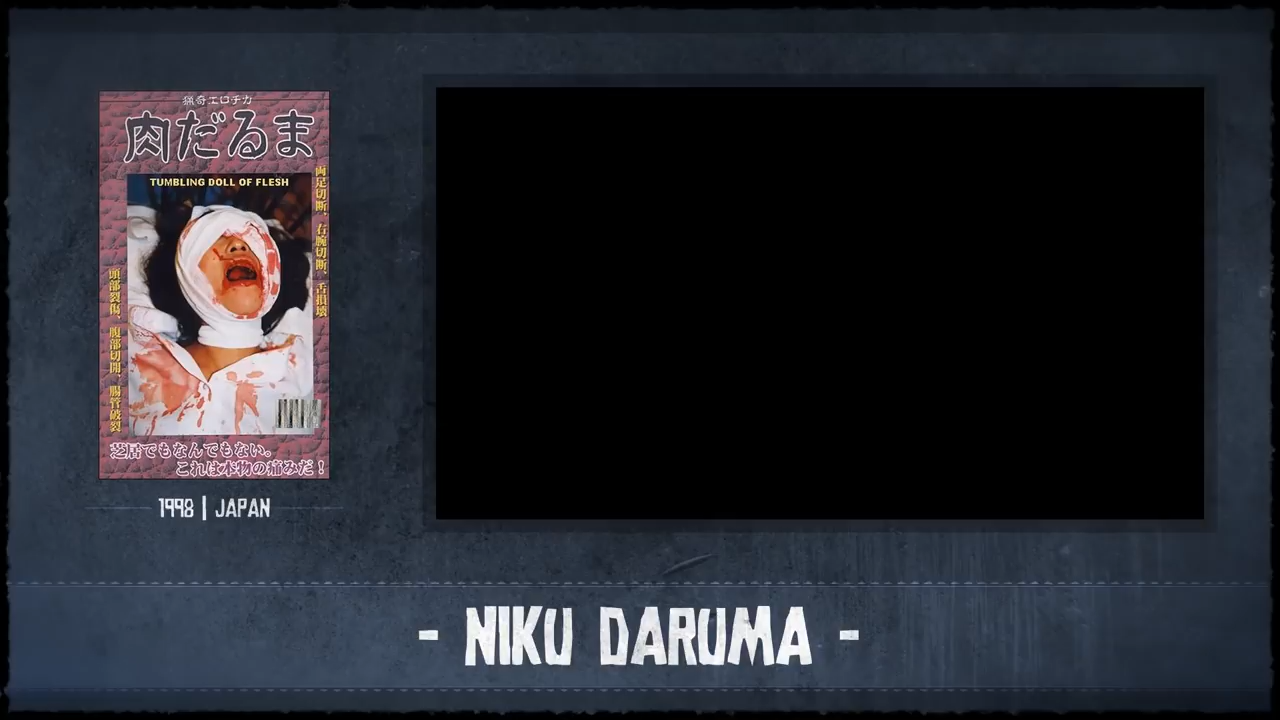 猟奇エロチカ
肉だるま
TUMBLING DOLL OF FLESH
両足切断、右腕切断、舌損壊
頭部裂傷、腹部切開、腸管破裂
芝居でもなんでもない。
これは本物の痛みだ!
1998 | JAPAN
- NIKU DARUMA -